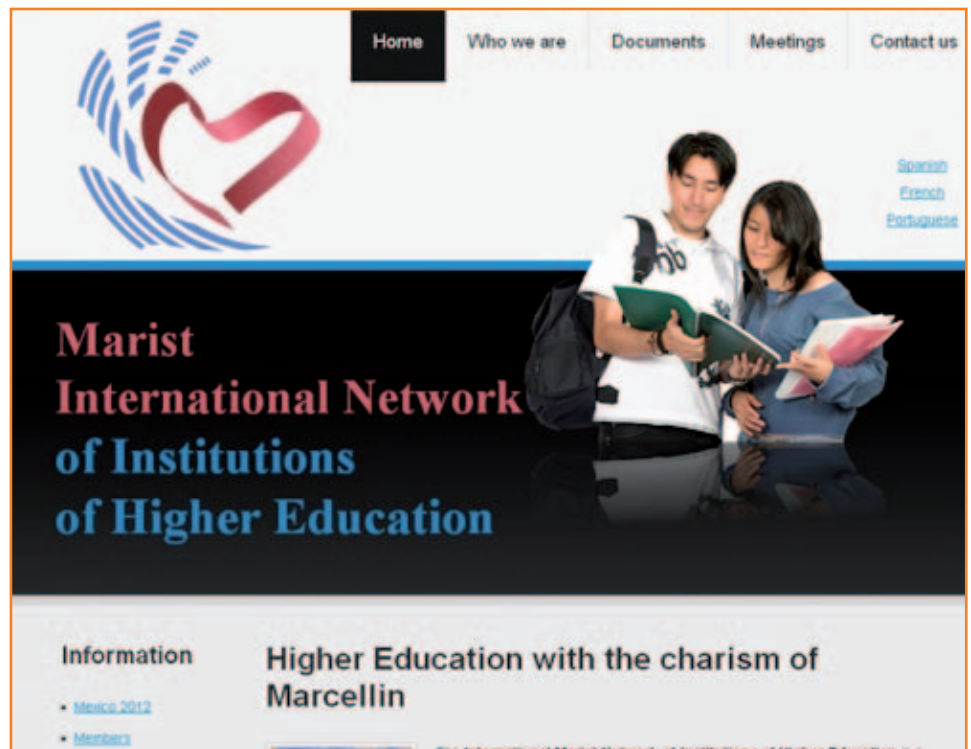 Home Who we are Documents Meetings Contact us
Spanish
French
Portuguese
Marist
International Network
of Institutions
of Higher Education
Information
Higher Education with the charism of
Marcellin
Mexico 2012
Members